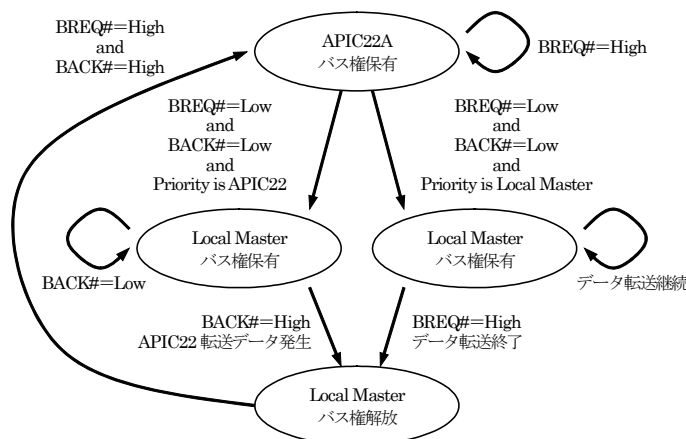 BREQ#=High
and
BACK#=High
APIC22A
バス権保有
BREQ#=High
BREQ#=Low
and
BACK#=Low
and
Priority is APIC22
BREQ#=Low
and
BACK#=Low
and
Priority is Local Master
Local Master
バス権保有
BACK#=Low
Local Master
バス権保有
データ転送継続
BACK#=High
APIC22 転送データ発生
BREQ#=High
データ転送終了
Local Master
バス権解放